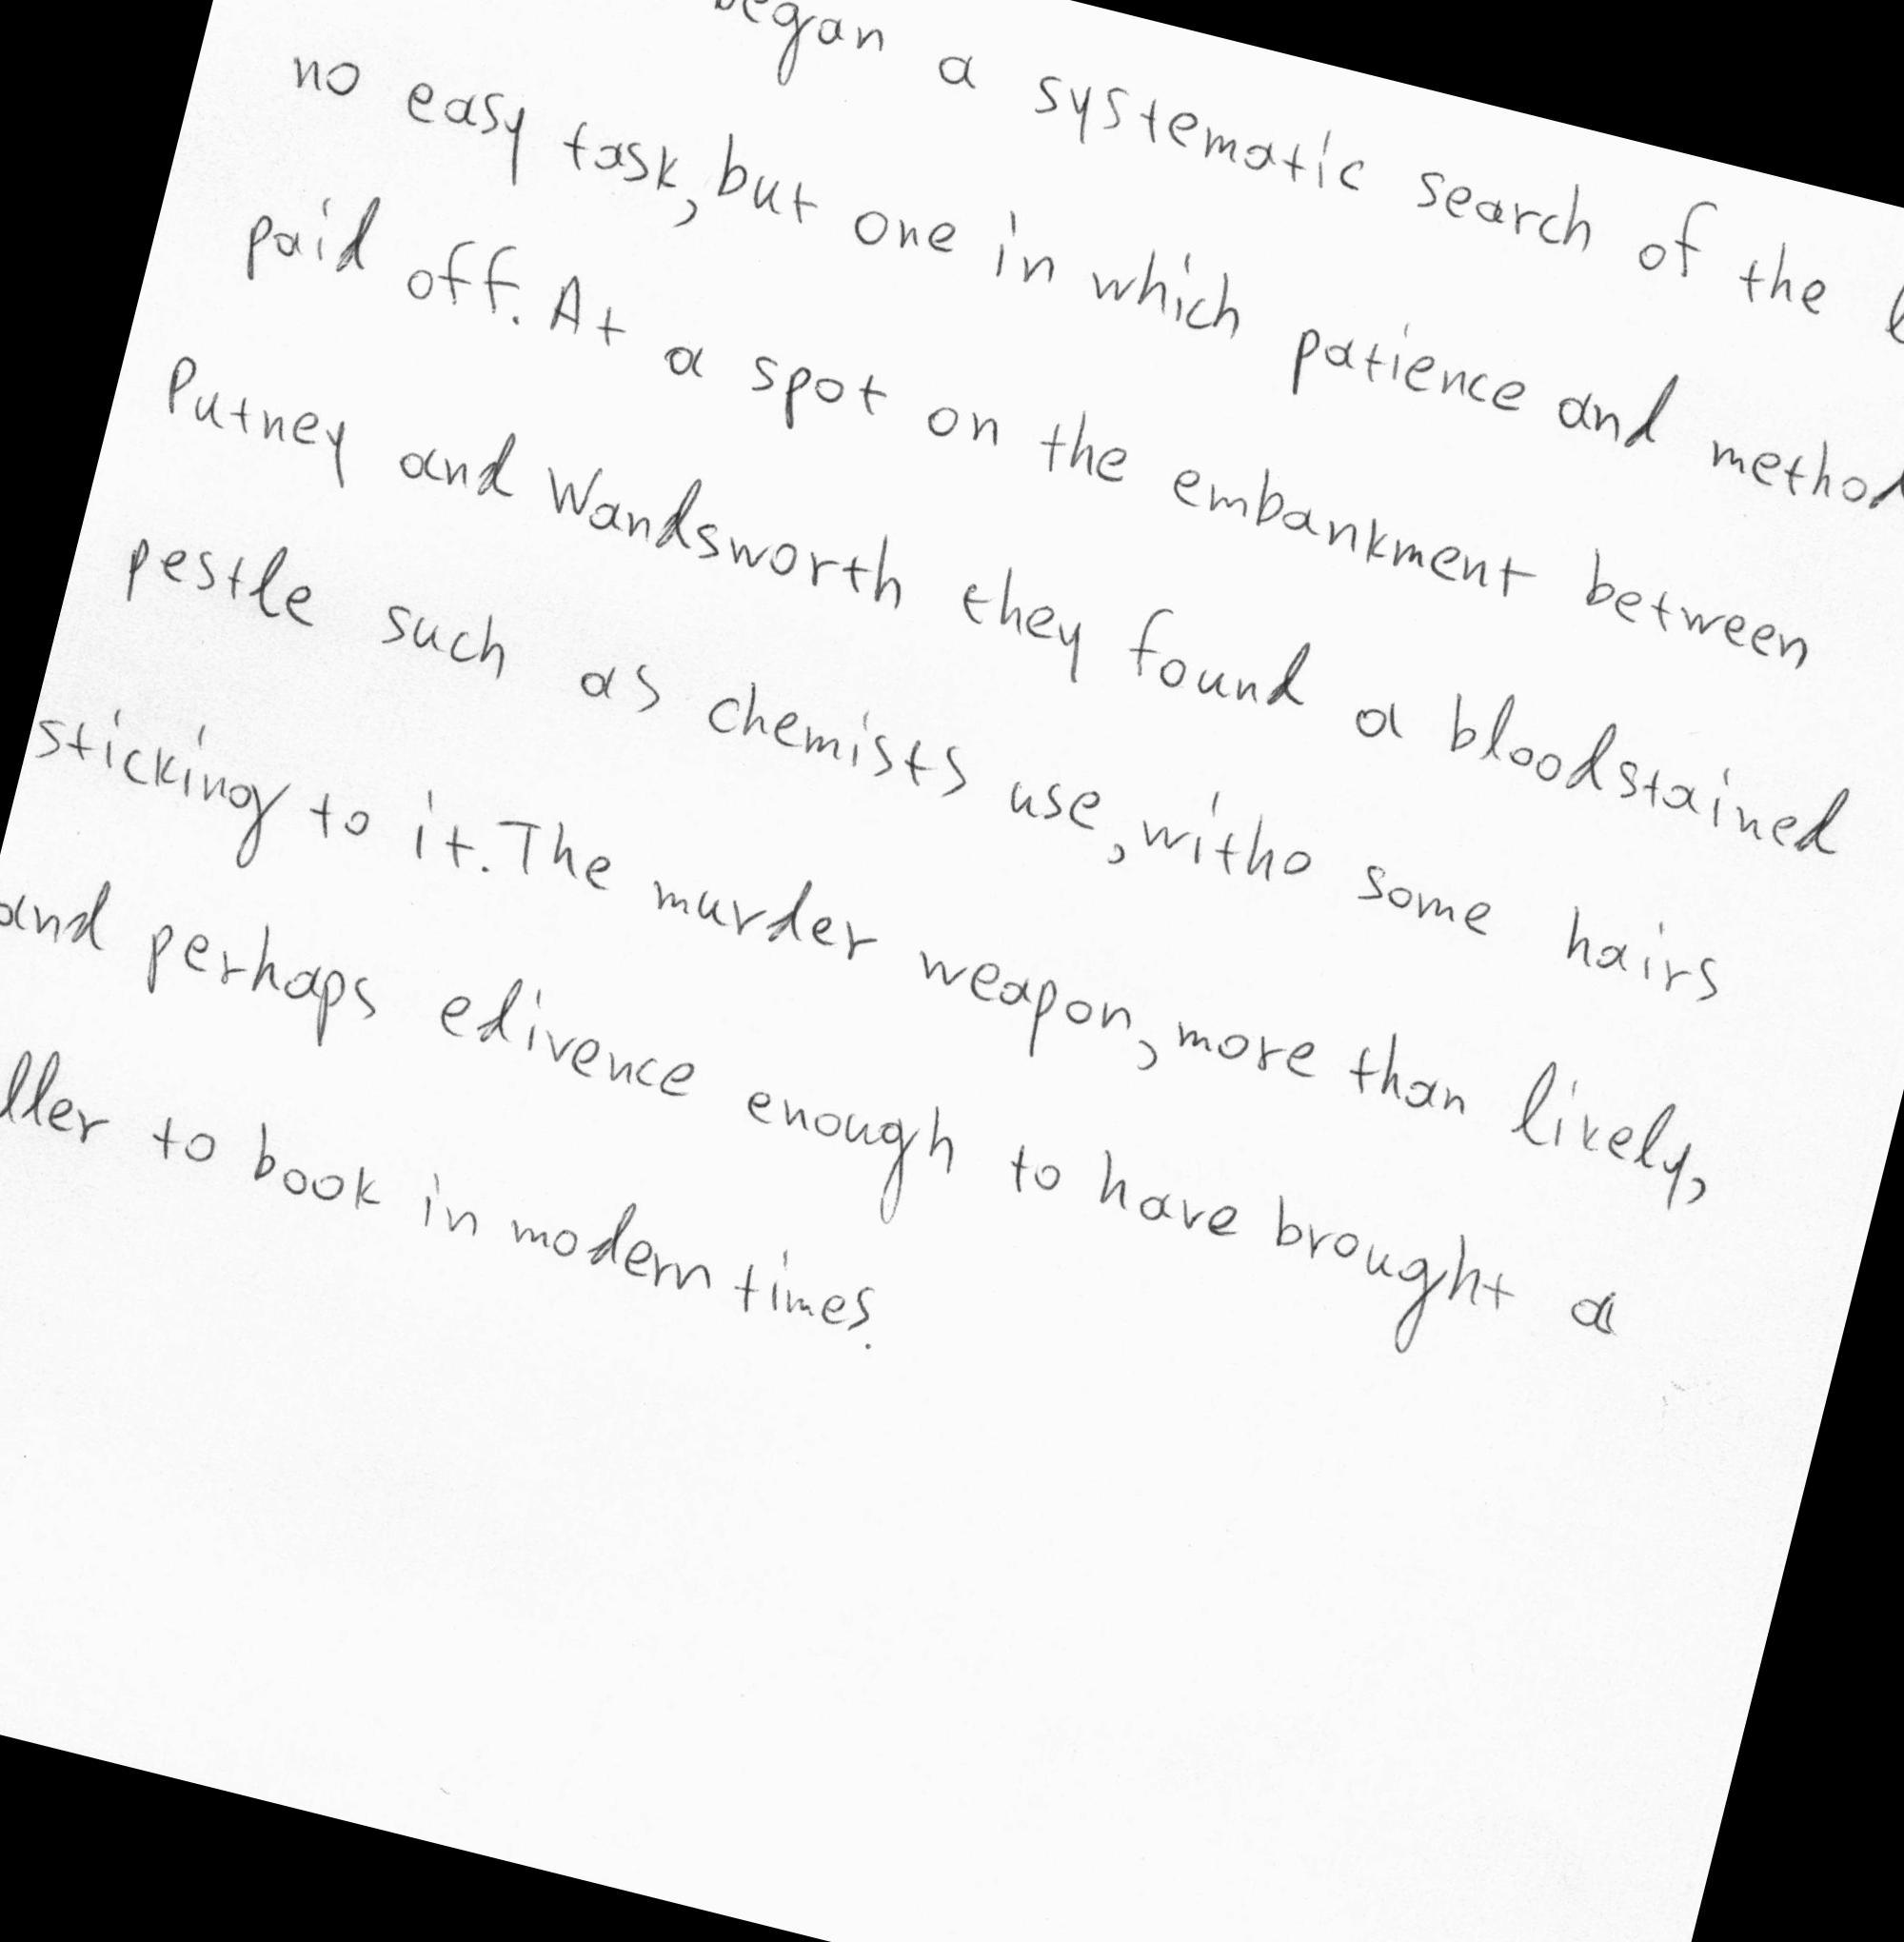 began a systematic search of the
no easy task, but one in which patience and method
paid off. At a spot on the embankment between
Putney and Wandsworth they found a bloodstained
pestle such as chemists use, witho some hairs
sticking to it. The murder weapon, more than likely,
and perhaps edivence enough to have brought a
ller to book in modern times.